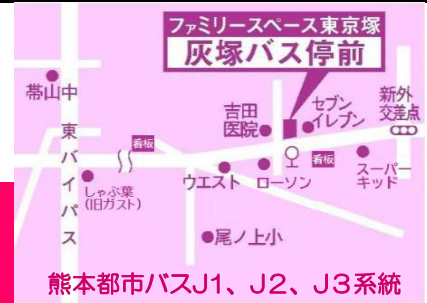 ファミリースペース東京塚
灰塚バス停前
帯山中
吉田
医院
セブン
イレブン
新外
交差点
東バイパス
看板
看板
しゃぶ葉
(旧ガスト)
ウエスト
ローソン
スーパー
キッド
尾ノ上小
熊本都市バスJ1、J2、J3系統